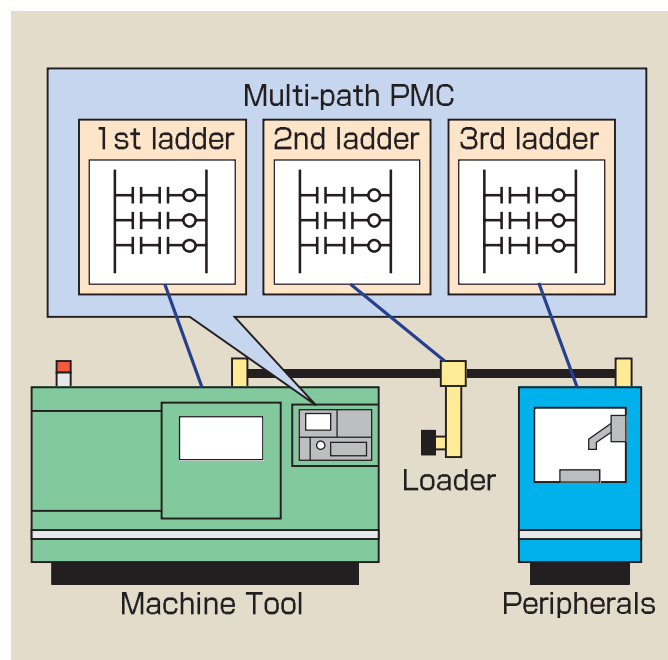 Multi-path PMC
1st ladder
2nd ladder
3rd ladder
Loader
Machine Tool
Peripherals